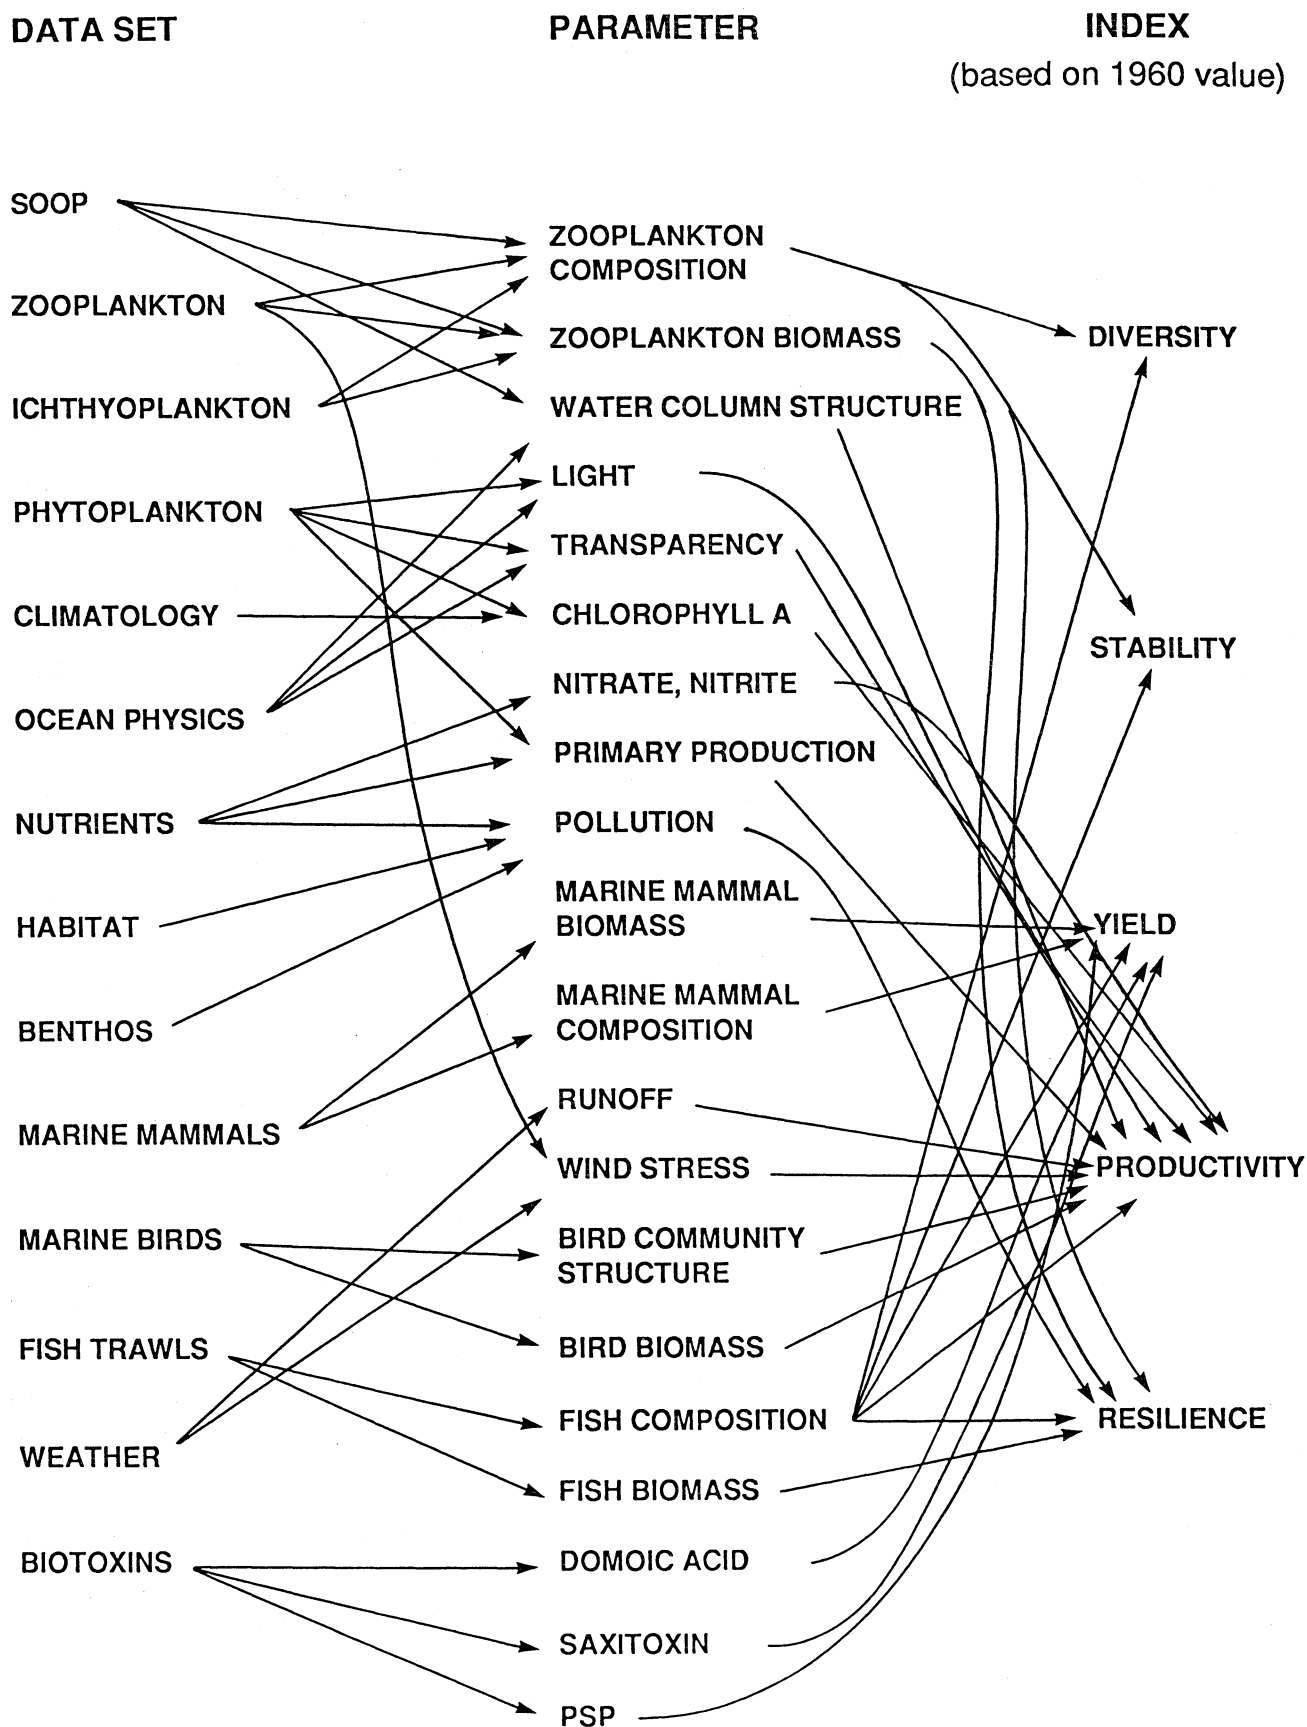 DATA SET
PARAMETER
INDEX
(based on 1960 value)
SOOP
ZOOPLANKTON
ICHTHYOPLANKTON
PHYTOPLANKTON
CLIMATOLOGY
OCEAN PHYSICS
NUTRIENTS
HABITAT
BENTHOS
MARINE MAMMALS
MARINE BIRDS
FISH TRAWLS
WEATHER
BIOTOXINS
ZOOPLANKTON
COMPOSITION
ZOOPLANKTON BIOMASS
WATER COLUMN STRUCTURE
LIGHT
TRANSPARENCY
CHLOROPHYLL A
NITRATE, NITRITE
PRIMARY PRODUCTION
POLLUTION
MARINE MAMMAL
BIOMASS
MARINE MAMMAL
COMPOSITION
RUNOFF
WIND STRESS
BIRD COMMUNITY
STRUCTURE
BIRD BIOMASS
FISH COMPOSITION
FISH BIOMASS
DOMOIC ACID
SAXITOXIN
PSP
DIVERSITY
STABILITY
YIELD
PRODUCTIVITY
RESILIENCE